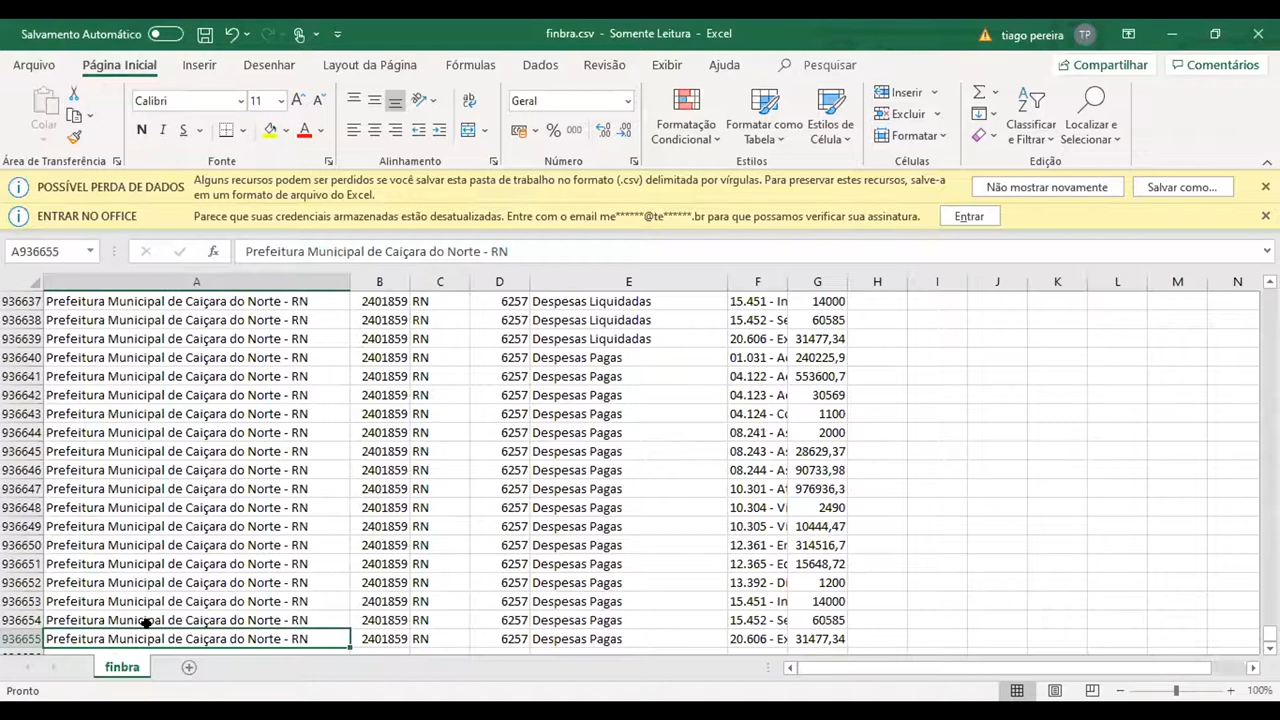 Salvamento Automático
finbra.csv - Somente Leitura - Excel
tiago pereira TP
Arquivo Página Inicial Inserir Desenhar Layout da Página Fórmulas Dados Revisão Exibir Ajuda Pesquisar Compartilhar Comentários
Colar
Calibri 11
N I S
A
Geral
% 000
Formatação Condicional
Formatar como Tabela
Estilos de Célula
Inserir
Excluir
Formatar
Classificar e Filtrar
Localizar e Selecionar
Área de Transferência Fonte Alinhamento Número Estilos Células Edição
POSSÍVEL PERDA DE DADOS Alguns recursos podem ser perdidos se você salvar esta pasta de trabalho no formato (.csv) delimitada por vírgulas. Para preservar estes recursos, salve-a
em um formato de arquivo do Excel.
Não mostrar novamente Salvar como...
ENTRAR NO OFFICE Parece que suas credenciais armazenadas estão desatualizadas. Entre com o email me******@te******.br para que possamos verificar sua assinatura. Entrar
A936655 fx Prefeitura Municipal de Caiçara do Norte - RN
A B C D E F G H I J K L M N
936637 Prefeitura Municipal de Caiçara do Norte - RN 2401859 RN 6257 Despesas Liquidadas 15.451 - In 14000
936638 Prefeitura Municipal de Caiçara do Norte - RN 2401859 RN 6257 Despesas Liquidadas 15.452 - Se 60585
936639 Prefeitura Municipal de Caiçara do Norte - RN 2401859 RN 6257 Despesas Liquidadas 20.606 - Ex 31477,34
936640 Prefeitura Municipal de Caiçara do Norte - RN 2401859 RN 6257 Despesas Pagas 01.031 - Ac 240225,9
936641 Prefeitura Municipal de Caiçara do Norte - RN 2401859 RN 6257 Despesas Pagas 04.122 - Ac 553600,7
936642 Prefeitura Municipal de Caiçara do Norte - RN 2401859 RN 6257 Despesas Pagas 04.123 - Ac 30569
936643 Prefeitura Municipal de Caiçara do Norte - RN 2401859 RN 6257 Despesas Pagas 04.124 - Co 1100
936644 Prefeitura Municipal de Caiçara do Norte - RN 2401859 RN 6257 Despesas Pagas 08.241 - As 2000
936645 Prefeitura Municipal de Caiçara do Norte - RN 2401859 RN 6257 Despesas Pagas 08.243 - As 28629,37
936646 Prefeitura Municipal de Caiçara do Norte - RN 2401859 RN 6257 Despesas Pagas 08.244 - As 90733,98
936647 Prefeitura Municipal de Caiçara do Norte - RN 2401859 RN 6257 Despesas Pagas 10.301 - At 976936,3
936648 Prefeitura Municipal de Caiçara do Norte - RN 2401859 RN 6257 Despesas Pagas 10.304 - Vi 2490
936649 Prefeitura Municipal de Caiçara do Norte - RN 2401859 RN 6257 Despesas Pagas 10.305 - Vi 10444,47
936650 Prefeitura Municipal de Caiçara do Norte - RN 2401859 RN 6257 Despesas Pagas 12.361 - En 314516,7
936651 Prefeitura Municipal de Caiçara do Norte - RN 2401859 RN 6257 Despesas Pagas 12.365 - Ec 15648,72
936652 Prefeitura Municipal de Caiçara do Norte - RN 2401859 RN 6257 Despesas Pagas 13.392 - Di 1200
936653 Prefeitura Municipal de Caiçara do Norte - RN 2401859 RN 6257 Despesas Pagas 15.451 - In 14000
936654 Prefeitura Municipal de Caiçara do Norte - RN 2401859 RN 6257 Despesas Pagas 15.452 - Se 60585
936655 Prefeitura Municipal de Caiçara do Norte - RN 2401859 RN 6257 Despesas Pagas 20.606 - Ex 31477,34
finbra
Pronto 100%